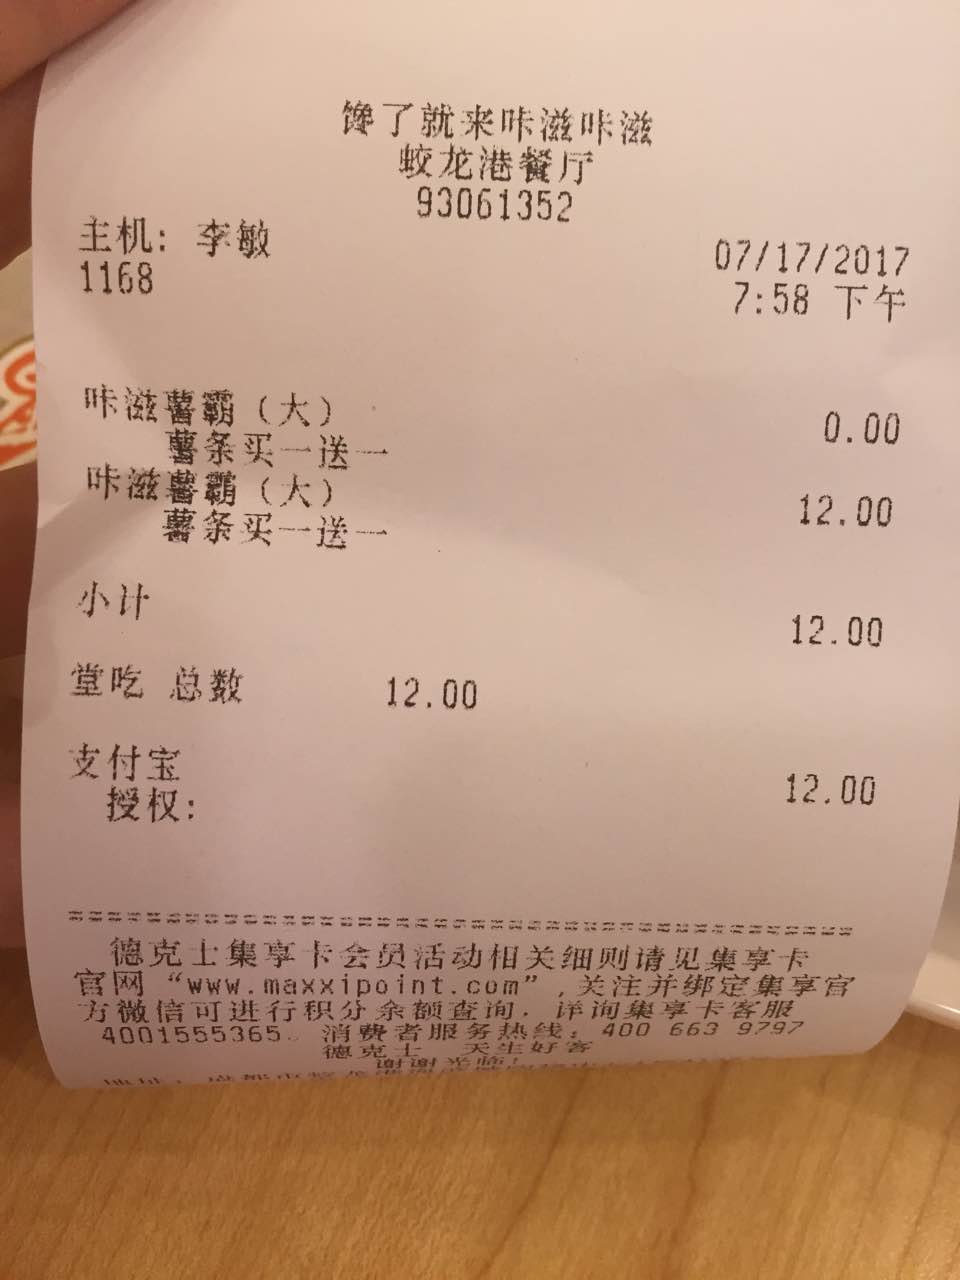 馋了就来咔滋咔滋
蛟龙港餐厅
93061352
主机: 李敏
07/17/2017
1168
7:58 下午
咔滋薯霸(大)
0.00
薯条买一送一
咔滋薯霸(大)
12.00
薯条买一送一
小计
12.00
堂吃 总数 12.00
支付宝
12.00
授权:
================================================
德克士集享卡会员活动相关细则请见集享卡
官网“www.maxxipoint.com”,关注并绑定集享官
方微信可进行积分余额查询.详询集享卡客服
4001555365。消费者服务热线: 400 663 9797
德克士 天生好客
谢谢光临